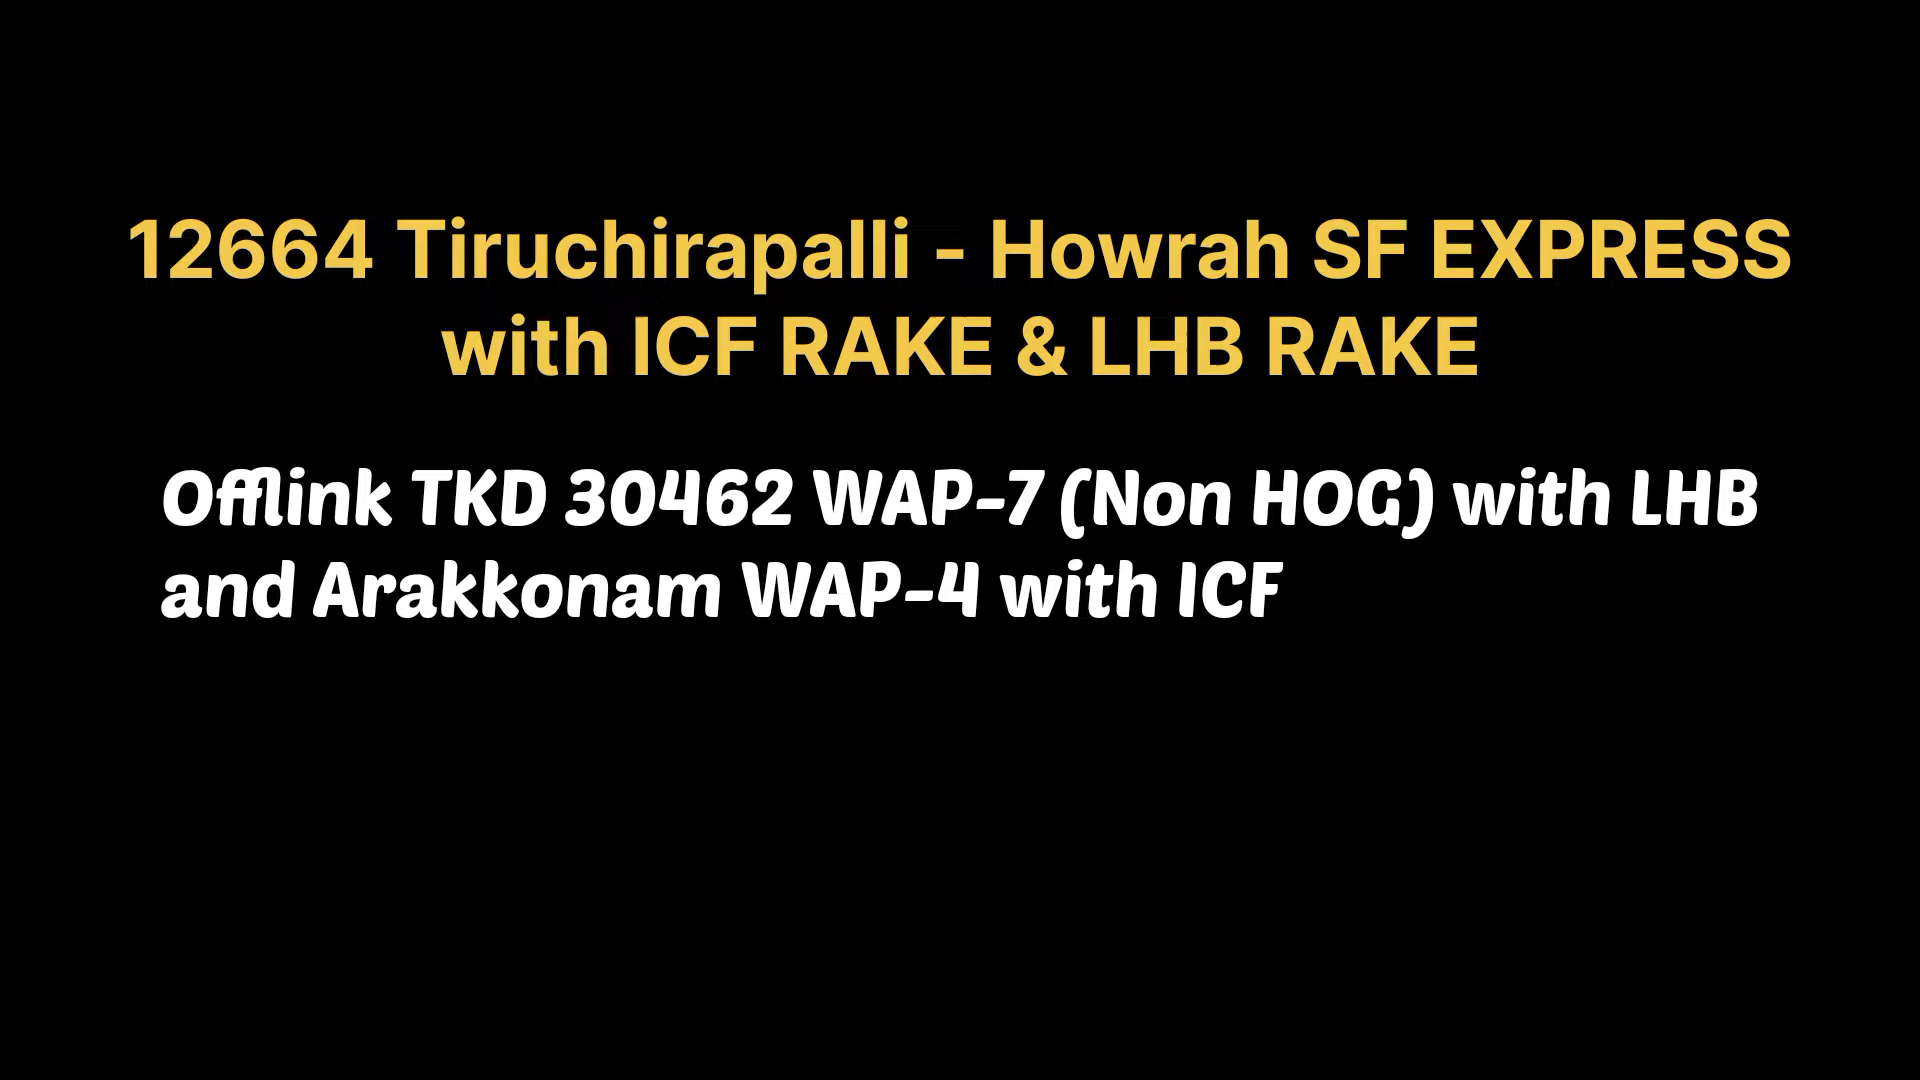 12664 Tiruchirapalli - Howrah SF EXPRESS
with ICF RAKE & LHB RAKE
Offlink TKD 30462 WAP-7 (Non HOG) with LHB
and Arakkonam WAP-4 with ICF